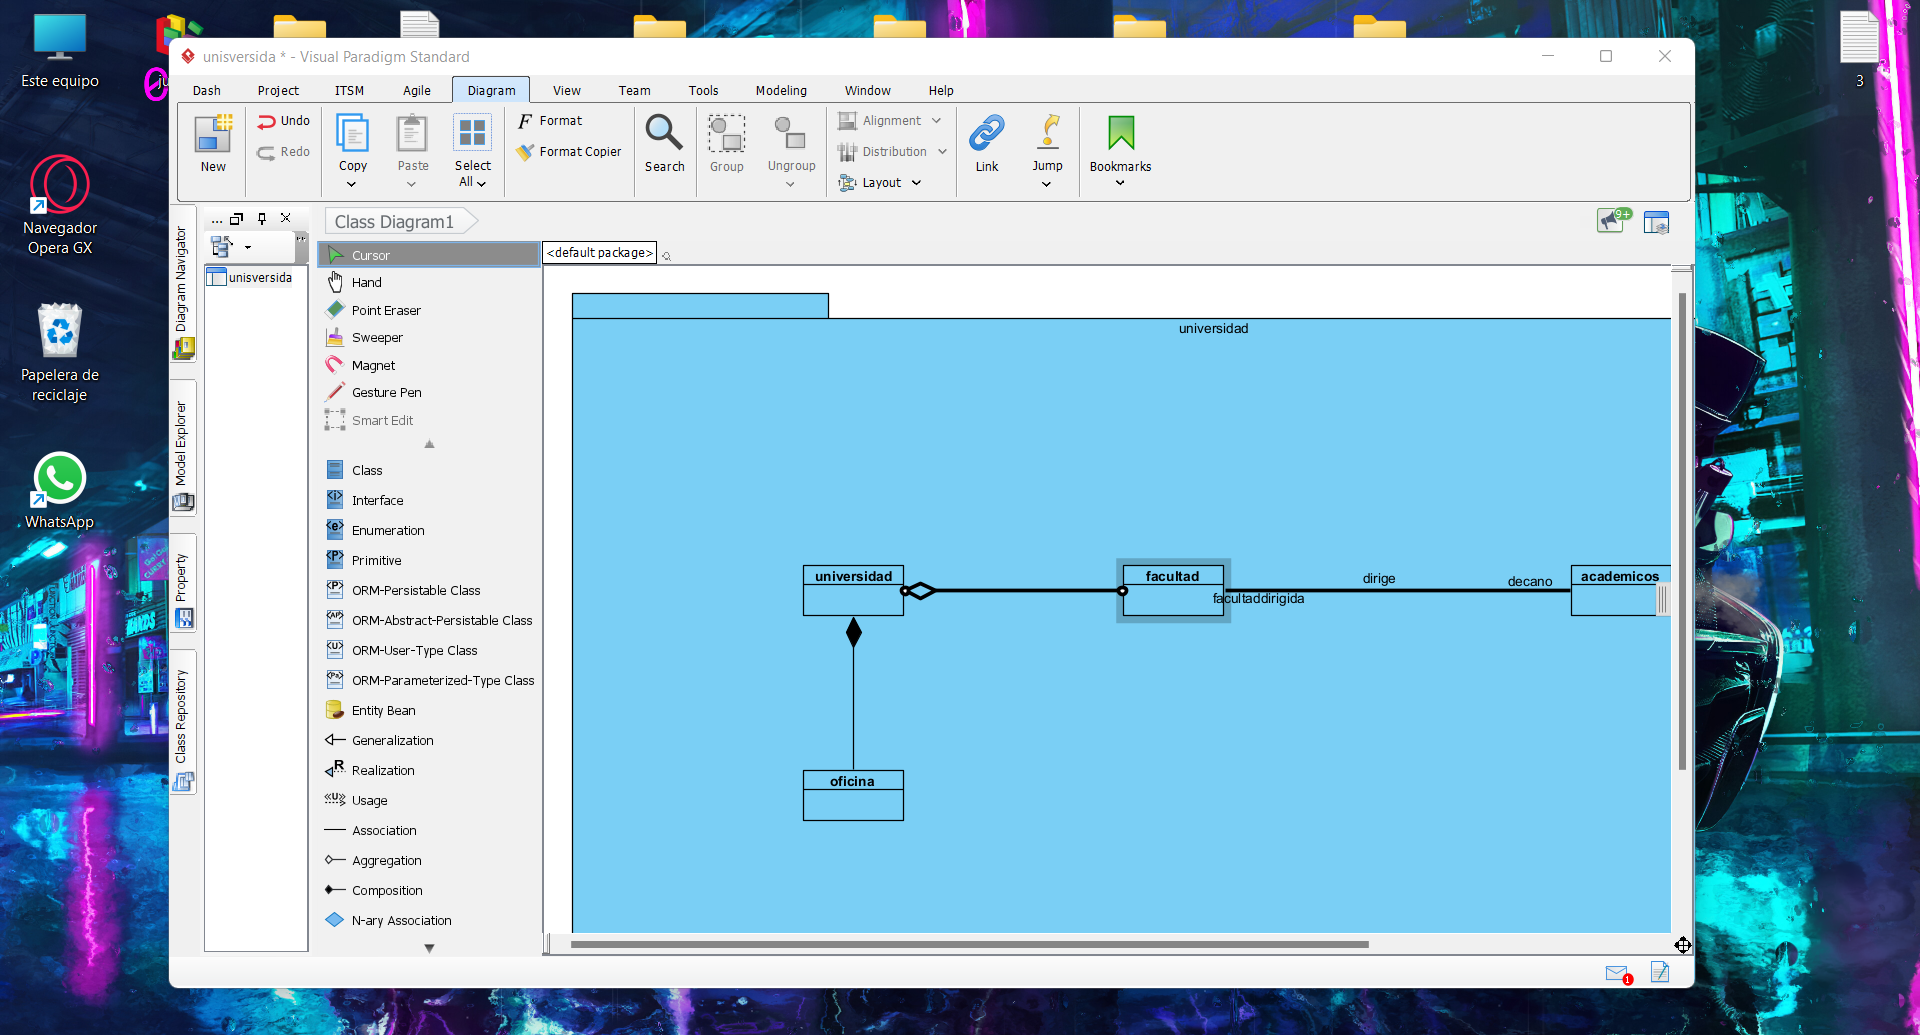 Este equipo
3
unisversida * - Visual Paradigm Standard
Dash Project ITSM Agile Diagram View Team Tools Modeling Window Help
New
Undo
Redo
Copy
Paste
Select
All
Format
Format Copier
Search
Group
Ungroup
Alignment
Distribution
Layout
Link
Jump
Bookmarks
Navegador
Opera GX
Papelera de
reciclaje
WhatsApp
Diagram Navigator
Model Explorer
Property
Class Repository
...
unisversida
Class Diagram1
9+
<default package>
Cursor
Hand
Point Eraser
Sweeper
Magnet
Gesture Pen
Smart Edit
Class
Interface
Enumeration
Primitive
ORM-Persistable Class
ORM-Abstract-Persistable Class
ORM-User-Type Class
ORM-Parameterized-Type Class
Entity Bean
Generalization
Realization
Usage
Association
Aggregation
Composition
N-ary Association
universidad
universidad
facultad
dirige
decano
academicos
facultaddirigida
oficina
1